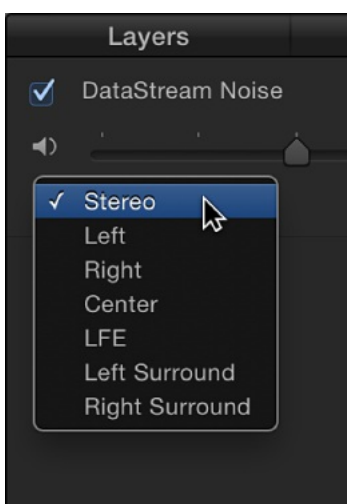 Layers
DataStream Noise
Stereo
Left
Right
Center
LFE
Left Surround
Right Surround